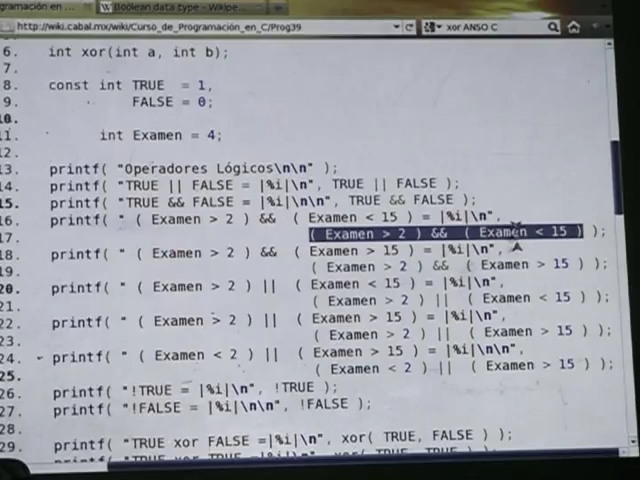 gramación en ...
Boolean data type - Wikipe...
http://wiki.cabal.mx/wiki/Curso_de_Programación_en_C/Prog39
xor ANSO C
6. int xor(int a, int b);
7.
8. const int TRUE = 1,
9. FALSE = 0;
10.
11. int Examen = 4;
12.
13. printf( "Operadores Lógicos\n\n" );
14. printf( "TRUE || FALSE = |%i|\n", TRUE || FALSE );
15. printf( "TRUE && FALSE = |%i|\n\n", TRUE && FALSE );
16. printf( " ( Examen > 2 ) && ( Examen < 15 ) = |%i|\n",
17. ( Examen > 2 ) && ( Examen < 15 ) );
18. printf( " ( Examen > 2 ) && ( Examen > 15 ) = |%i|\n",
19. ( Examen > 2 ) && ( Examen > 15 ) );
20. printf( " ( Examen > 2 ) || ( Examen < 15 ) = |%i|\n",
21. ( Examen > 2 ) || ( Examen < 15 ) );
22. printf( " ( Examen > 2 ) || ( Examen > 15 ) = |%i|\n",
23. ( Examen > 2 ) || ( Examen > 15 ) );
24. printf( " ( Examen < 2 ) || ( Examen > 15 ) = |%i|\n\n",
25. ( Examen < 2 ) || ( Examen > 15 ) );
26. printf( "!TRUE = |%i|\n", !TRUE );
27. printf( "!FALSE = |%i|\n\n", !FALSE );
28.
29. printf( "TRUE xor FALSE =|%i|\n", xor( TRUE, FALSE ) );